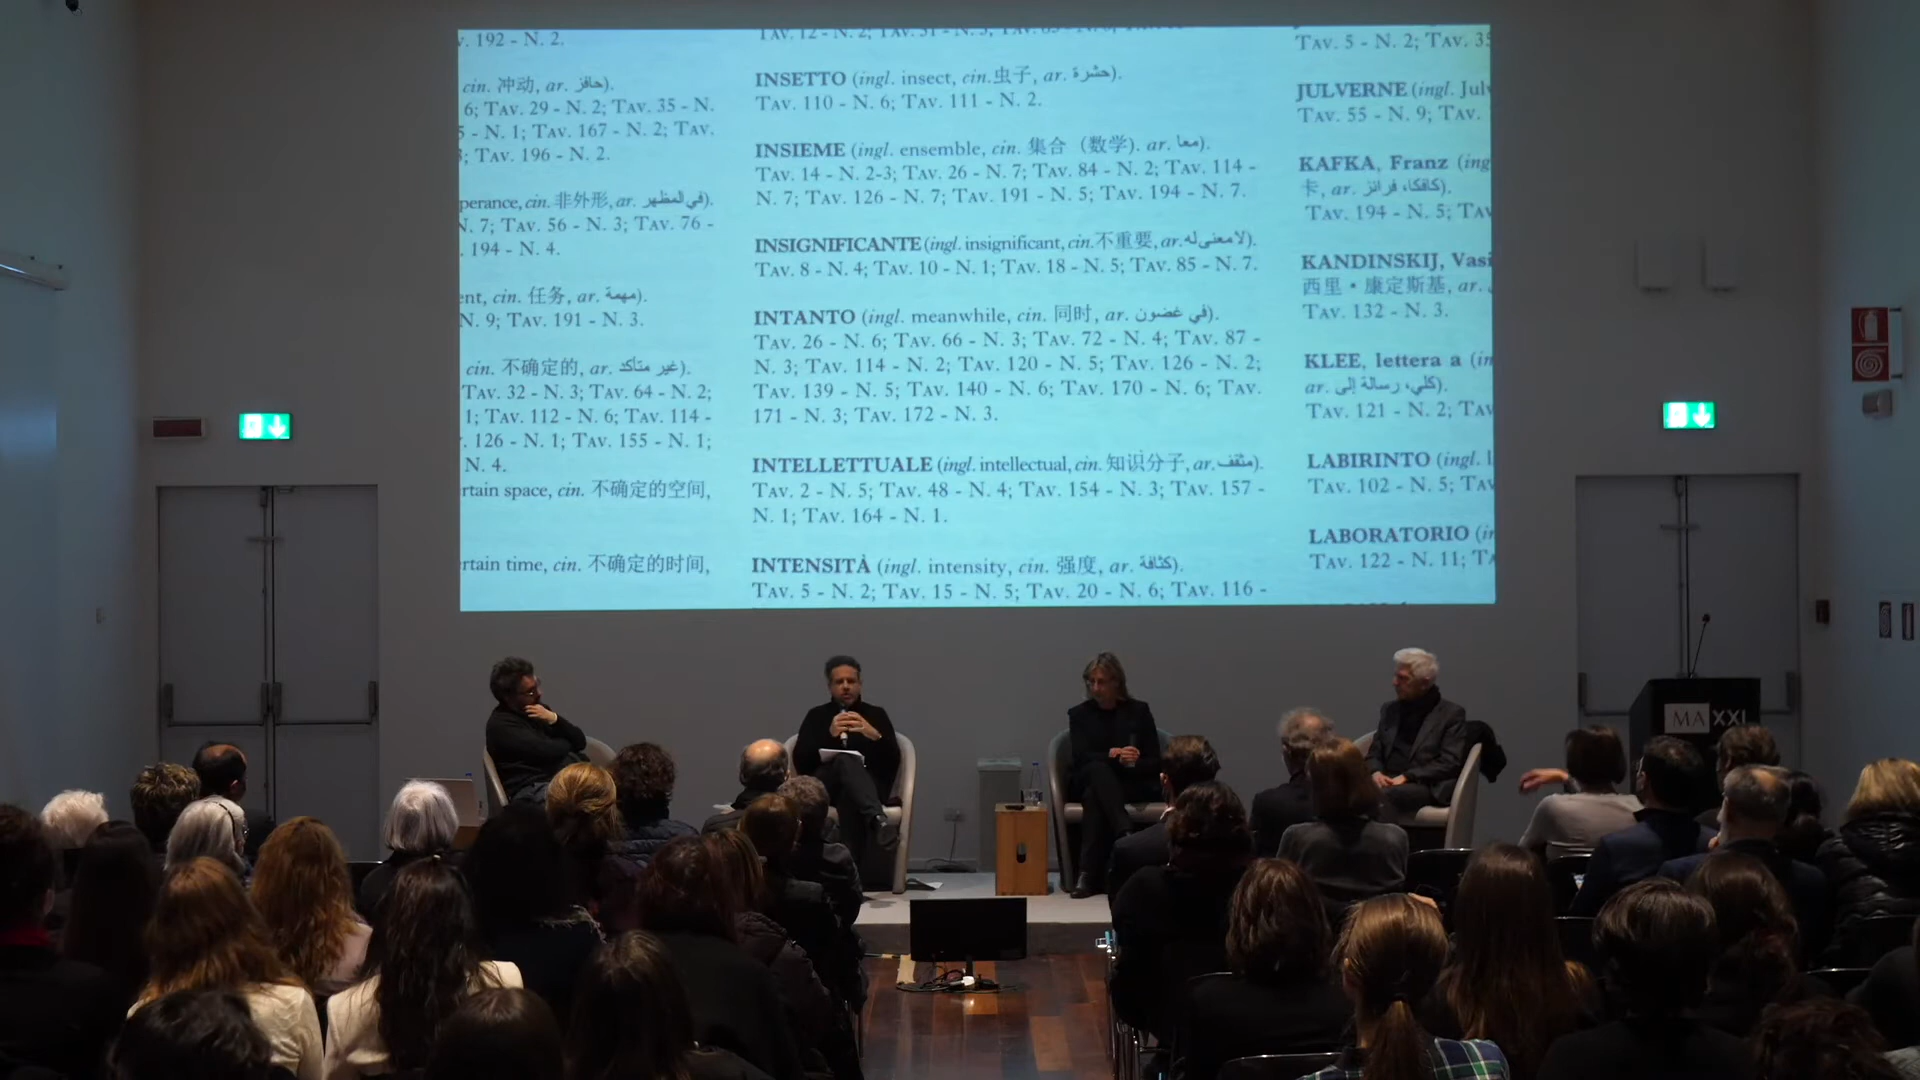 v. 192 - N. 2.
cin. 冲动, ar. حافز).
6; Tav. 29 - N. 2; Tav. 35 - N.
5 - N. 1; Tav. 167 - N. 2; Tav.
; Tav. 196 - N. 2.
perance, cin. 非外形, ar. في المظهر).
N. 7; Tav. 56 - N. 3; Tav. 76 -
. 194 - N. 4.
ent, cin. 任务, ar. مهمة).
N. 9; Tav. 191 - N. 3.
cin. 不确定的, ar. غير متأكد).
Tav. 32 - N. 3; Tav. 64 - N. 2;
1; Tav. 112 - N. 6; Tav. 114 -
. 126 - N. 1; Tav. 155 - N. 1;
N. 4.
rtain space, cin. 不确定的空间,
rtain time, cin. 不确定的时间,
INSETTO (ingl. insect, cin. 虫子, ar. حشرة).
Tav. 110 - N. 6; Tav. 111 - N. 2.
INSIEME (ingl. ensemble, cin. 集合 (数学). ar. معا).
Tav. 14 - N. 2-3; Tav. 26 - N. 7; Tav. 84 - N. 2; Tav. 114 -
N. 7; Tav. 126 - N. 7; Tav. 191 - N. 5; Tav. 194 - N. 7.
INSIGNIFICANTE (ingl. insignificant, cin. 不重要, ar. لامعنى له).
Tav. 8 - N. 4; Tav. 10 - N. 1; Tav. 18 - N. 5; Tav. 85 - N. 7.
INTANTO (ingl. meanwhile, cin. 同时, ar. في غضون).
Tav. 26 - N. 6; Tav. 66 - N. 3; Tav. 72 - N. 4; Tav. 87 -
N. 3; Tav. 114 - N. 2; Tav. 120 - N. 5; Tav. 126 - N. 2;
Tav. 139 - N. 5; Tav. 140 - N. 6; Tav. 170 - N. 6; Tav.
171 - N. 3; Tav. 172 - N. 3.
INTELLETTUALE (ingl. intellectual, cin. 知识分子, ar. مثقف).
Tav. 2 - N. 5; Tav. 48 - N. 4; Tav. 154 - N. 3; Tav. 157 -
N. 1; Tav. 164 - N. 1.
INTENSITÀ (ingl. intensity, cin. 强度, ar. كثافة).
Tav. 5 - N. 2; Tav. 15 - N. 5; Tav. 20 - N. 6; Tav. 116 -
Tav. 5 - N. 2; Tav. 35
JULVERNE (ingl. Julv
Tav. 55 - N. 9; Tav.
KAFKA, Franz (ing
卡, ar. كافكا، فرانز).
Tav. 194 - N. 5; Tav
KANDINSKIJ, Vasi
西里・康定斯基, ar.
Tav. 132 - N. 3.
KLEE, lettera a (in
ar. كلي، رسالة إلى).
Tav. 121 - N. 2; Tav
LABIRINTO (ingl. l
Tav. 102 - N. 5; Tav
LABORATORIO (in
Tav. 122 - N. 11; TA
MAXXI